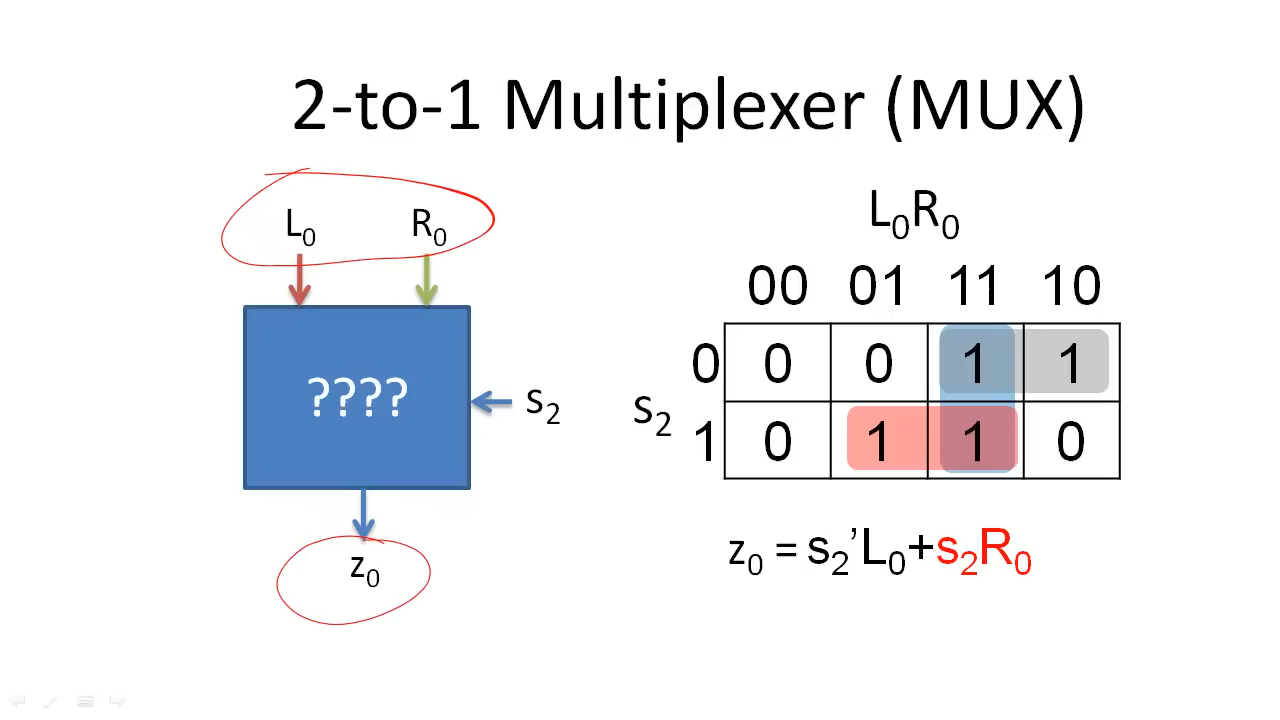 2-to-1 Multiplexer (MUX)
L₀ R₀
????
s₂
z₀
L₀R₀
00 01 11 10
s₂
0 0 0 1 1
1 0 1 1 0
z₀ = s₂’L₀+s₂R₀